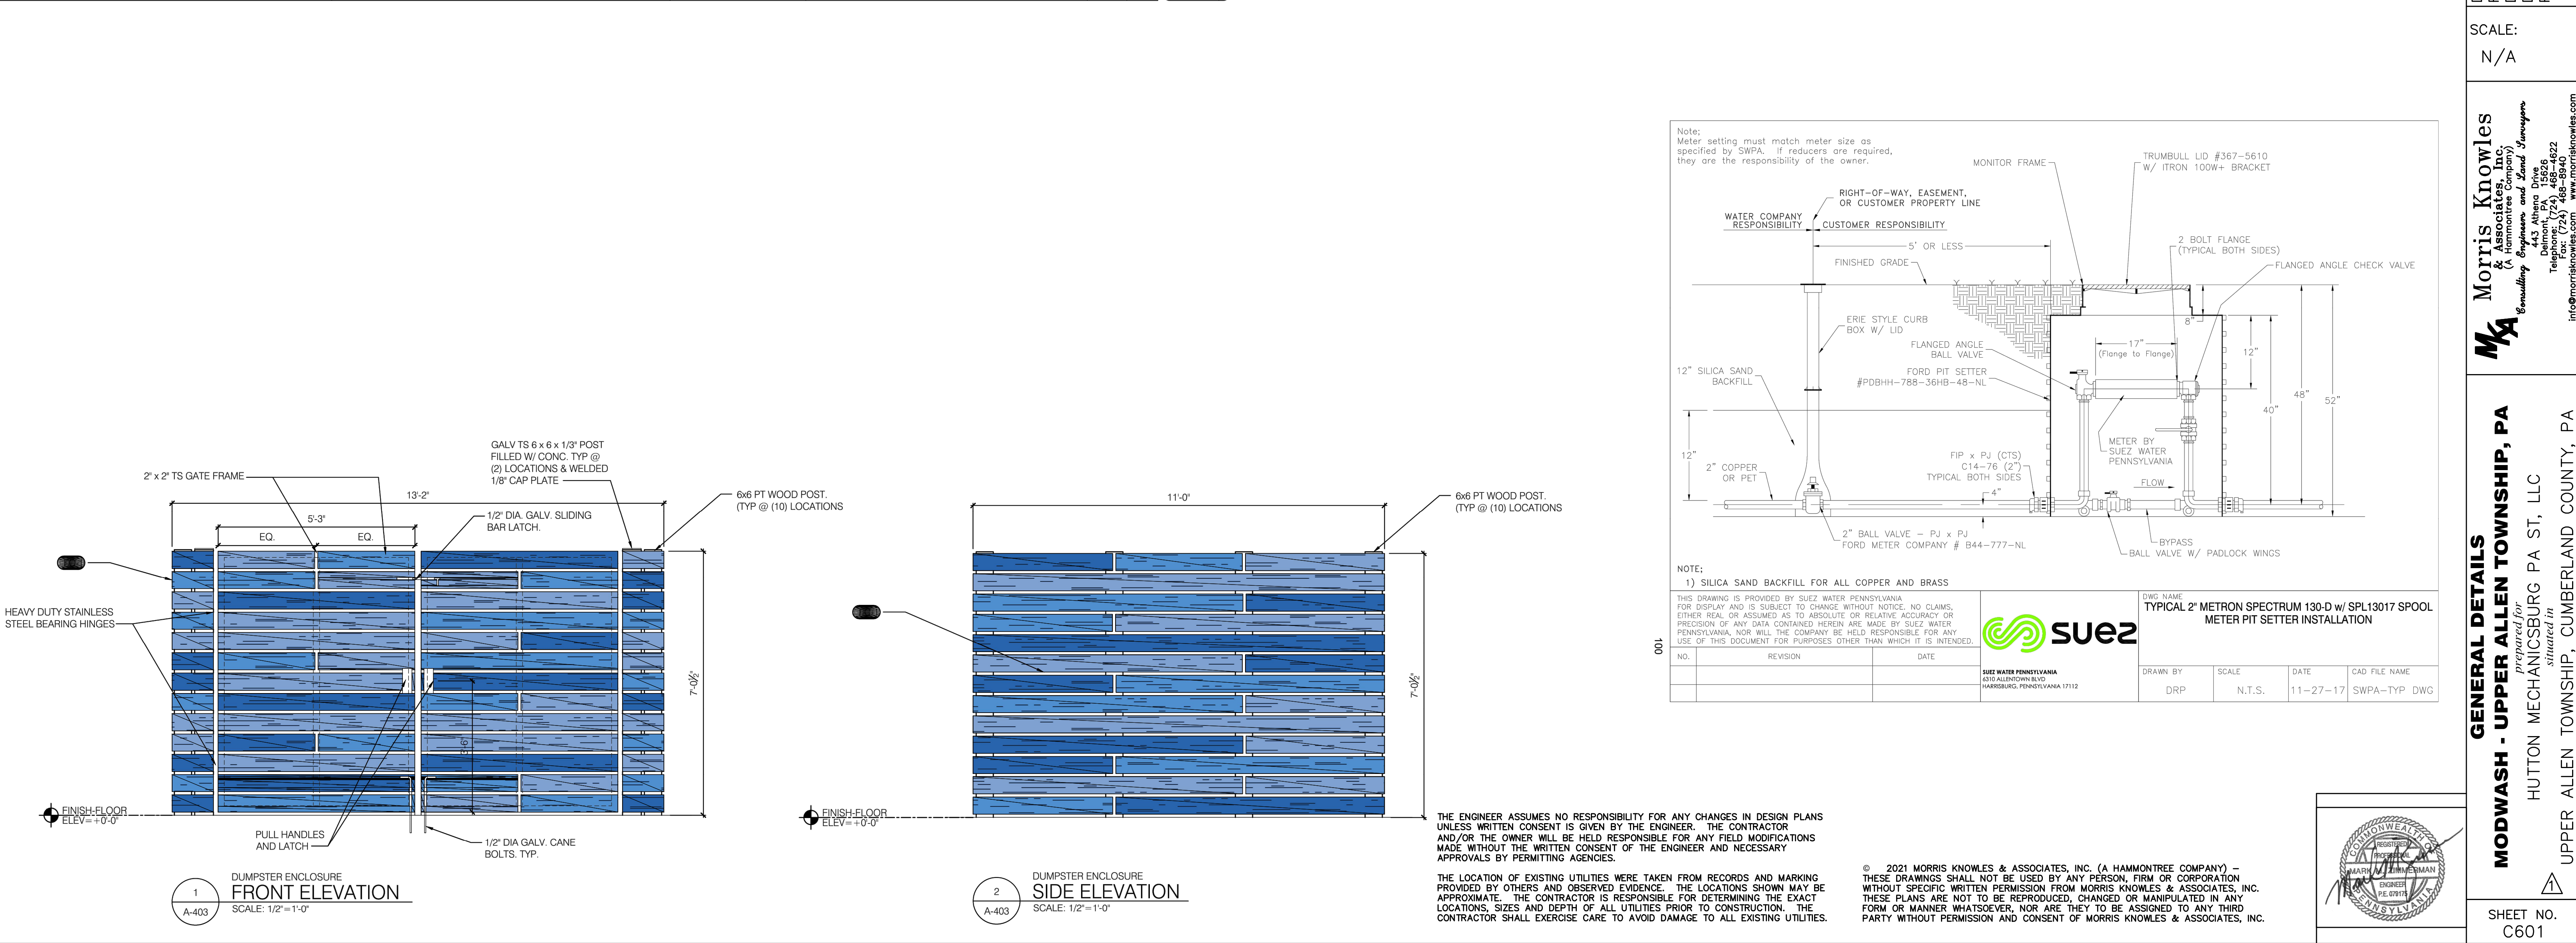 GALV TS 6 x 6 x 1/3" POST
FILLED W/ CONC. TYP @
(2) LOCATIONS & WELDED
1/8" CAP PLATE
2" x 2" TS GATE FRAME
13'-2"
6x6 PT WOOD POST.
(TYP @ (10) LOCATIONS
5'-3"
1/2" DIA. GALV. SLIDING
BAR LATCH.
EQ.
EQ.
HEAVY DUTY STAINLESS
STEEL BEARING HINGES
7'-0½"
3'-6"
FINISH-FLOOR
ELEV=+0'-0"
PULL HANDLES
AND LATCH
1/2" DIA GALV. CANE
BOLTS. TYP.
1
A-403
DUMPSTER ENCLOSURE
FRONT ELEVATION
SCALE: 1/2"=1'-0"
11'-0"
6x6 PT WOOD POST.
(TYP @ (10) LOCATIONS
7'-0½"
FINISH-FLOOR
ELEV=+0'-0"
2
A-403
DUMPSTER ENCLOSURE
SIDE ELEVATION
SCALE: 1/2"=1'-0"
Note;
Meter setting must match meter size as
specified by SWPA. If reducers are required,
they are the responsibility of the owner.
MONITOR FRAME
TRUMBULL LID #367-5610
W/ ITRON 100W+ BRACKET
RIGHT-OF-WAY, EASEMENT,
OR CUSTOMER PROPERTY LINE
WATER COMPANY
RESPONSIBILITY
CUSTOMER RESPONSIBILITY
5' OR LESS
2 BOLT FLANGE
(TYPICAL BOTH SIDES)
FINISHED GRADE
FLANGED ANGLE CHECK VALVE
ERIE STYLE CURB
BOX W/ LID
8"
FLANGED ANGLE
BALL VALVE
17"
(Flange to Flange)
12"
12" SILICA SAND
BACKFILL
FORD PIT SETTER
#PDBHH-788-36HB-48-NL
48"
52"
40"
METER BY
SUEZ WATER
PENNSYLVANIA
12"
2" COPPER
OR PET
FIP x PJ (CTS)
C14-76 (2")
TYPICAL BOTH SIDES
FLOW
4"
2" BALL VALVE - PJ x PJ
FORD METER COMPANY # B44-777-NL
BYPASS
BALL VALVE W/ PADLOCK WINGS
NOTE;
1) SILICA SAND BACKFILL FOR ALL COPPER AND BRASS
THIS DRAWING IS PROVIDED BY SUEZ WATER PENNSYLVANIA
FOR DISPLAY AND IS SUBJECT TO CHANGE WITHOUT NOTICE. NO CLAIMS,
EITHER REAL OR ASSUMED AS TO ABSOLUTE OR RELATIVE ACCURACY OR
PRECISION OF ANY DATA CONTAINED HEREIN ARE MADE BY SUEZ WATER
PENNSYLVANIA, NOR WILL THE COMPANY BE HELD RESPONSIBLE FOR ANY
USE OF THIS DOCUMENT FOR PURPOSES OTHER THAN WHICH IT IS INTENDED.
NO.
REVISION
DATE
suez
SUEZ WATER PENNSYLVANIA
6310 ALLENTOWN BLVD
HARRISBURG, PENNSYLVANIA 17112
DWG NAME
TYPICAL 2" METRON SPECTRUM 130-D w/ SPL13017 SPOOL
METER PIT SETTER INSTALLATION
DRAWN BY
DRP
SCALE
N.T.S.
DATE
11-27-17
CAD FILE NAME
SWPA-TYP DWG
100
THE ENGINEER ASSUMES NO RESPONSIBILITY FOR ANY CHANGES IN DESIGN PLANS
UNLESS WRITTEN CONSENT IS GIVEN BY THE ENGINEER. THE CONTRACTOR
AND/OR THE OWNER WILL BE HELD RESPONSIBLE FOR ANY FIELD MODIFICATIONS
MADE WITHOUT THE WRITTEN CONSENT OF THE ENGINEER AND NECESSARY
APPROVALS BY PERMITTING AGENCIES.
THE LOCATION OF EXISTING UTILITIES WERE TAKEN FROM RECORDS AND MARKING
PROVIDED BY OTHERS AND OBSERVED EVIDENCE. THE LOCATIONS SHOWN MAY BE
APPROXIMATE. THE CONTRACTOR IS RESPONSIBLE FOR DETERMINING THE EXACT
LOCATIONS, SIZES AND DEPTH OF ALL UTILITIES PRIOR TO CONSTRUCTION. THE
CONTRACTOR SHALL EXERCISE CARE TO AVOID DAMAGE TO ALL EXISTING UTILITIES.
© 2021 MORRIS KNOWLES & ASSOCIATES, INC. (A HAMMONTREE COMPANY) -
THESE DRAWINGS SHALL NOT BE USED BY ANY PERSON, FIRM OR CORPORATION
WITHOUT SPECIFIC WRITTEN PERMISSION FROM MORRIS KNOWLES & ASSOCIATES, INC.
THESE PLANS ARE NOT TO BE REPRODUCED, CHANGED OR MANIPULATED IN ANY
FORM OR MANNER WHATSOEVER, NOR ARE THEY TO BE ASSIGNED TO ANY THIRD
PARTY WITHOUT PERMISSION AND CONSENT OF MORRIS KNOWLES & ASSOCIATES, INC.
COMMONWEALTH OF
PENNSYLVANIA
REGISTERED
PROFESSIONAL
MARK W. ZIMMERMAN
ENGINEER
P.E. 079175
SCALE:
N/A
MKA
Morris Knowles
& Associates, Inc.
(A Hammontree Company)
Consulting Engineers and Land Surveyors
443 Athena Drive
Delmont, PA 15626
Telephone: (724) 468-4622
Fax: (724) 468-8940
info@morrisknowles.com www.morrisknowles.com
GENERAL DETAILS
MODWASH - UPPER ALLEN TOWNSHIP, PA
prepared for
HUTTON MECHANICSBURG PA ST, LLC
situated in
UPPER ALLEN TOWNSHIP, CUMBERLAND COUNTY, PA
1
SHEET NO.
C601